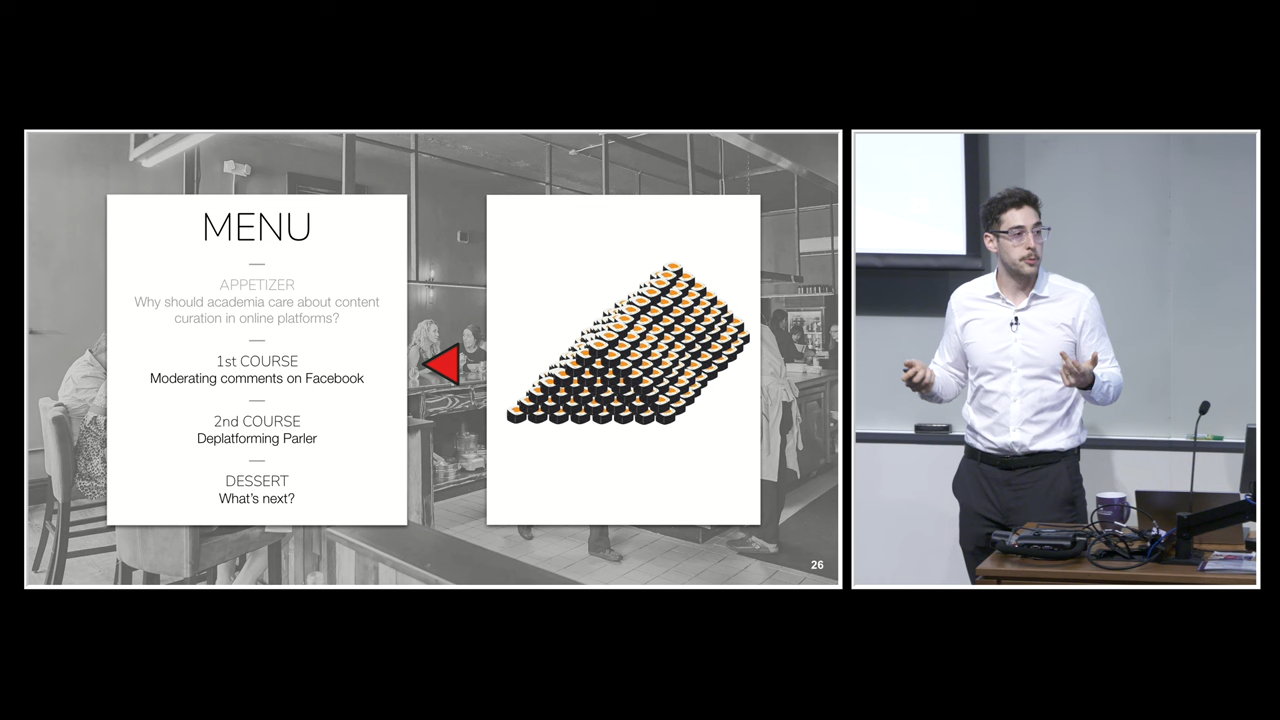 MENU
APPETIZER
Why should academia care about content
curation in online platforms?
1st COURSE
Moderating comments on Facebook
2nd COURSE
Deplatforming Parler
DESSERT
What's next?
26